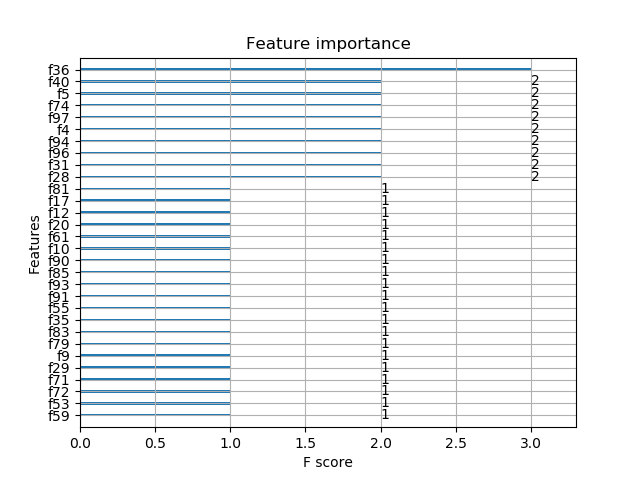 Feature importance
f36
f40 2
f5 2
f74 2
f97 2
f4 2
f94 2
f96 2
f31 2
f28 2
f81 1
f17 1
f12 1
f20 1
f61 1
f10 1
f90 1
f85 1
f93 1
f91 1
f55 1
f35 1
f83 1
f79 1
f9 1
f29 1
f71 1
f72 1
f53 1
f59 1
Features
0.0 0.5 1.0 1.5 2.0 2.5 3.0
F score